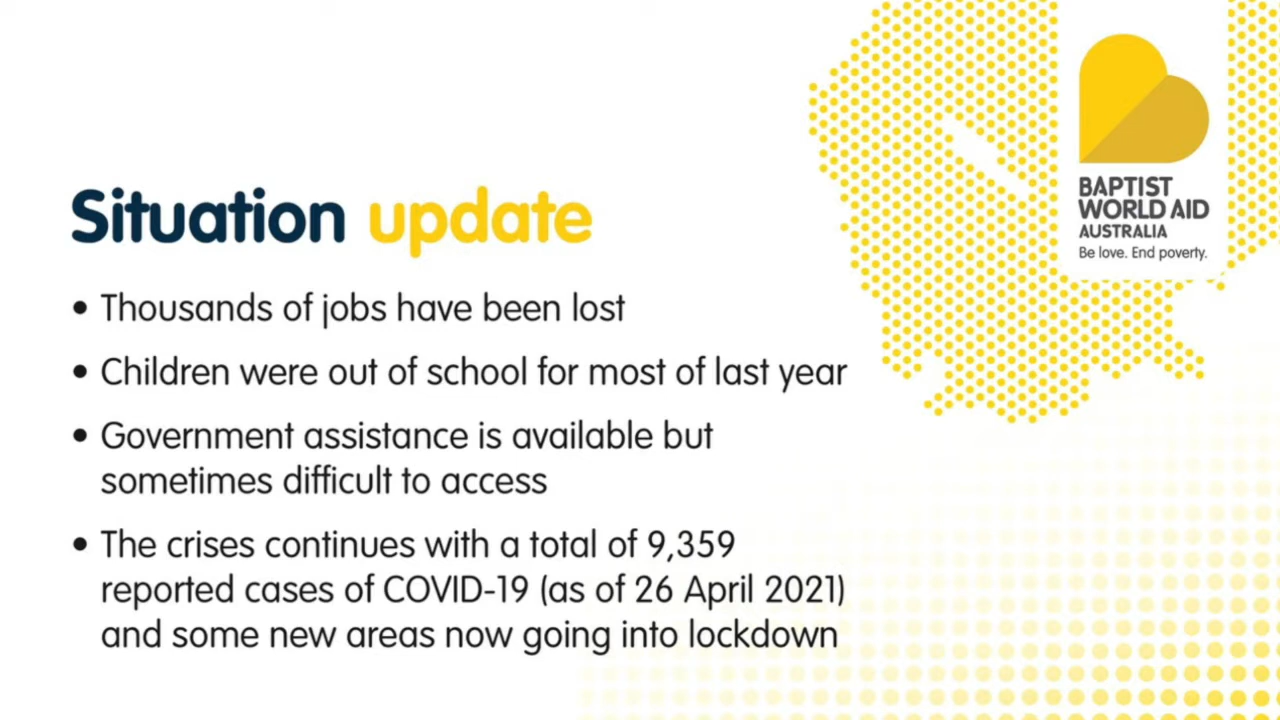 BAPTIST
WORLD AID
AUSTRALIA
Be love. End poverty.
Situation update
• Thousands of jobs have been lost
• Children were out of school for most of last year
• Government assistance is available but
sometimes difficult to access
• The crises continues with a total of 9,359
reported cases of COVID-19 (as of 26 April 2021)
and some new areas now going into lockdown